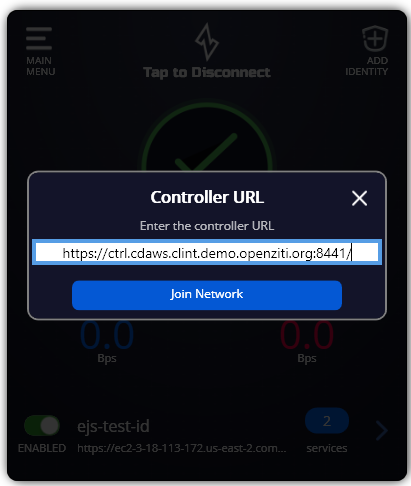 MAIN
MENU
Tap to Disconnect
ADD
IDENTITY
Controller URL
Enter the controller URL
https://ctrl.cdaws.clint.demo.openziti.org:8441/
Join Network
0.0
Bps
0.0
Bps
ejs-test-id
2
ENABLED
https://ec2-3-18-113-172.us-east-2.com...
services